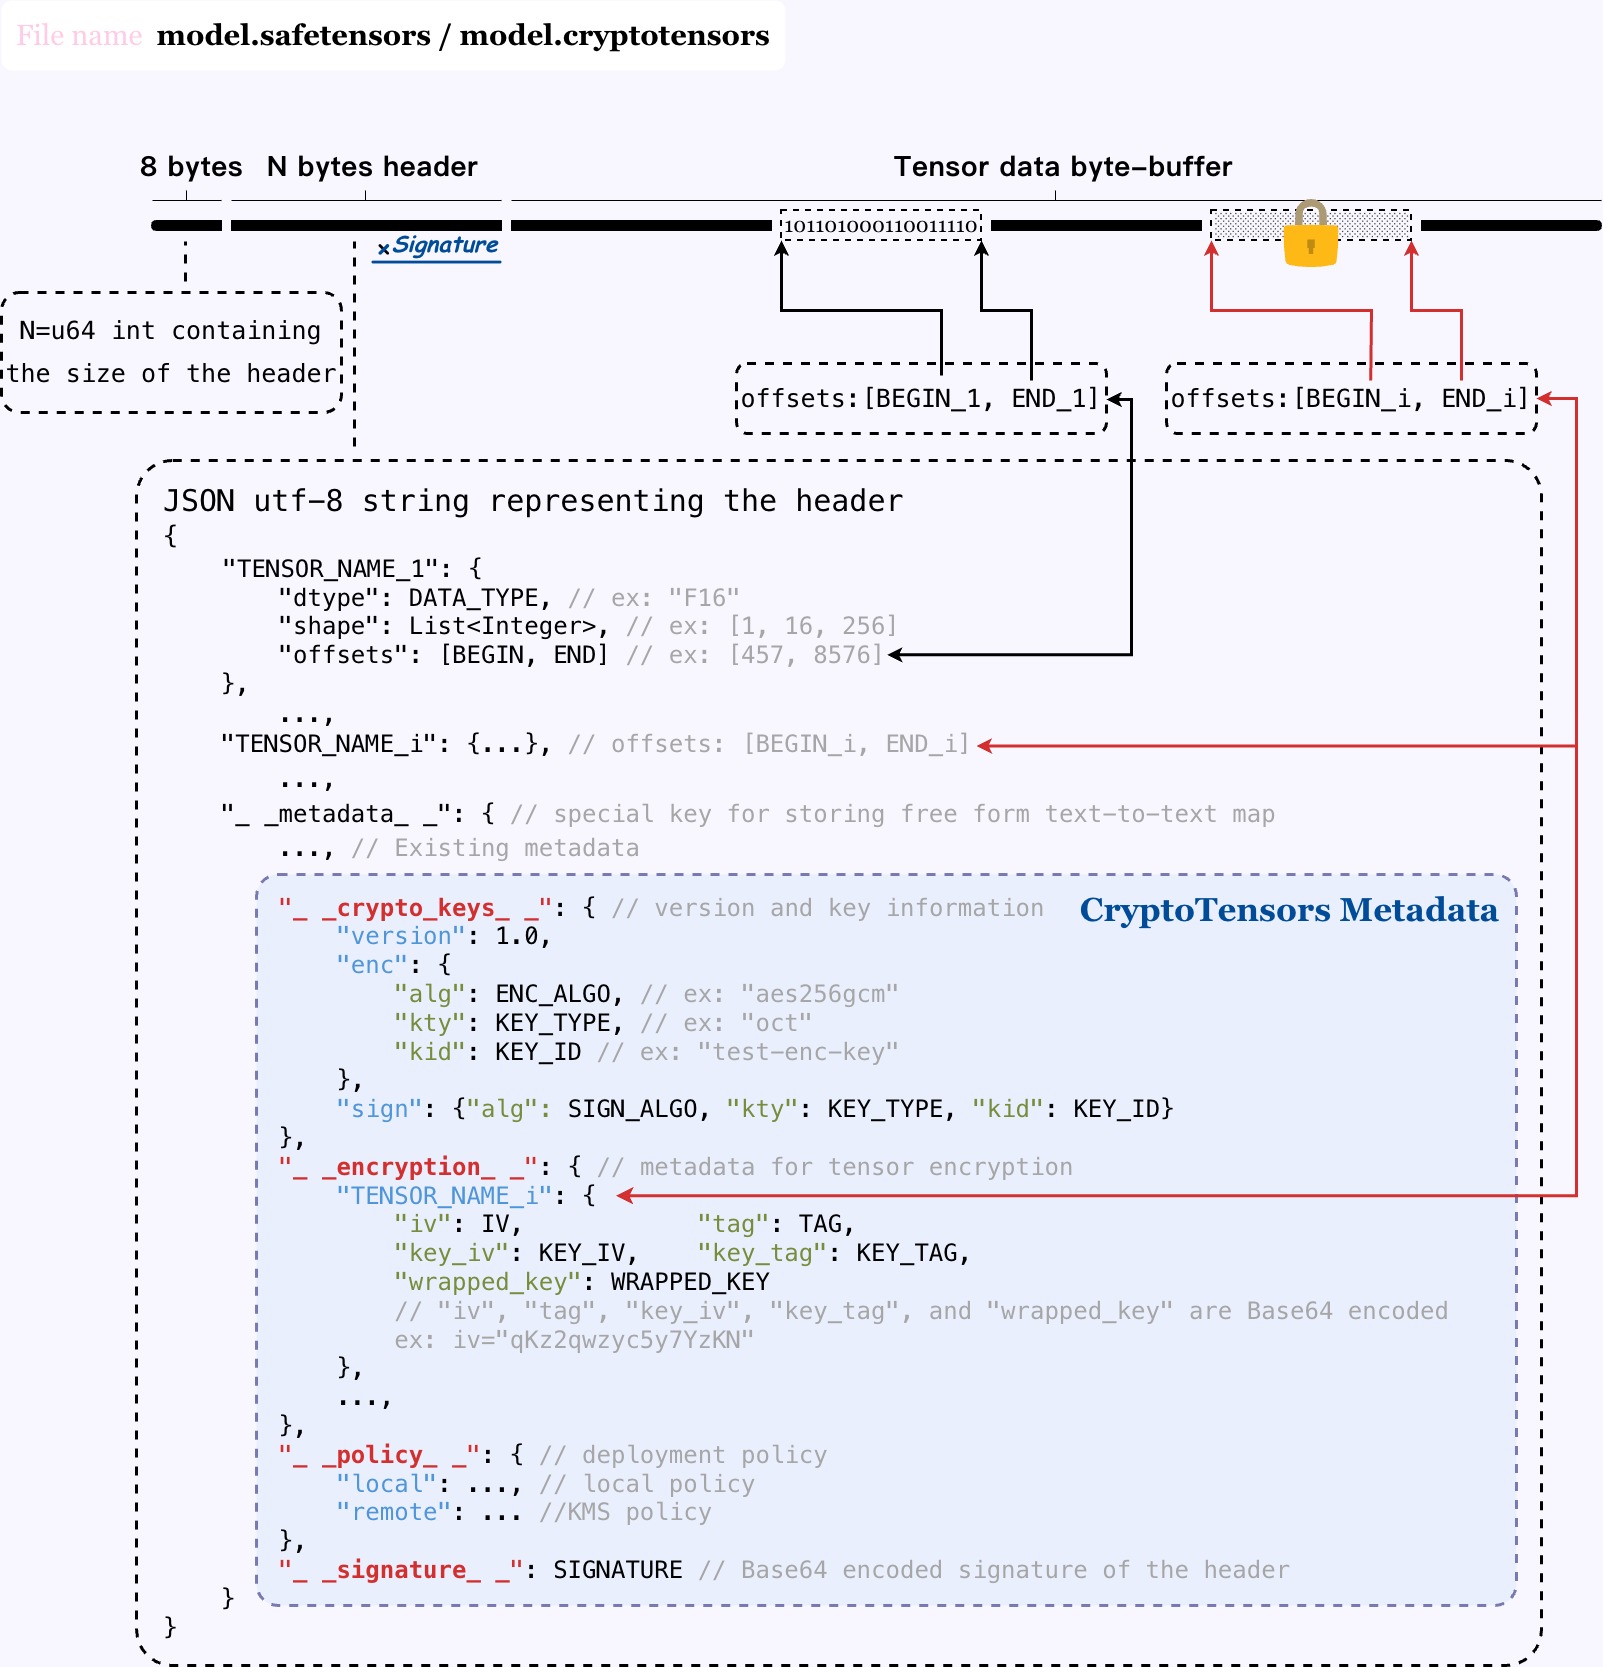 File name model.safetensors / model.cryptotensors
8 bytes N bytes header Tensor data byte-buffer
101101000110011110
×Signature
N=u64 int containing
the size of the header
offsets:[BEGIN_1, END_1]
offsets:[BEGIN_i, END_i]
JSON utf-8 string representing the header
{
"TENSOR_NAME_1": {
"dtype": DATA_TYPE, // ex: "F16"
"shape": List<Integer>, // ex: [1, 16, 256]
"offsets": [BEGIN, END] // ex: [457, 8576]
},
...,
"TENSOR_NAME_i": {...}, // offsets: [BEGIN_i, END_i]
...,
"_ _metadata_ _": { // special key for storing free form text-to-text map
..., // Existing metadata
"_ _crypto_keys_ _": { // version and key information
CryptoTensors Metadata
"version": 1.0,
"enc": {
"alg": ENC_ALGO, // ex: "aes256gcm"
"kty": KEY_TYPE, // ex: "oct"
"kid": KEY_ID // ex: "test-enc-key"
},
"sign": {"alg": SIGN_ALGO, "kty": KEY_TYPE, "kid": KEY_ID}
},
"_ _encryption_ _": { // metadata for tensor encryption
"TENSOR_NAME_i": {
"iv": IV, "tag": TAG,
"key_iv": KEY_IV, "key_tag": KEY_TAG,
"wrapped_key": WRAPPED_KEY
// "iv", "tag", "key_iv", "key_tag", and "wrapped_key" are Base64 encoded
ex: iv="qKz2qwzyc5y7YzKN"
},
...,
},
"_ _policy_ _": { // deployment policy
"local": ..., // local policy
"remote": ... //KMS policy
},
"_ _signature_ _": SIGNATURE // Base64 encoded signature of the header
}
}